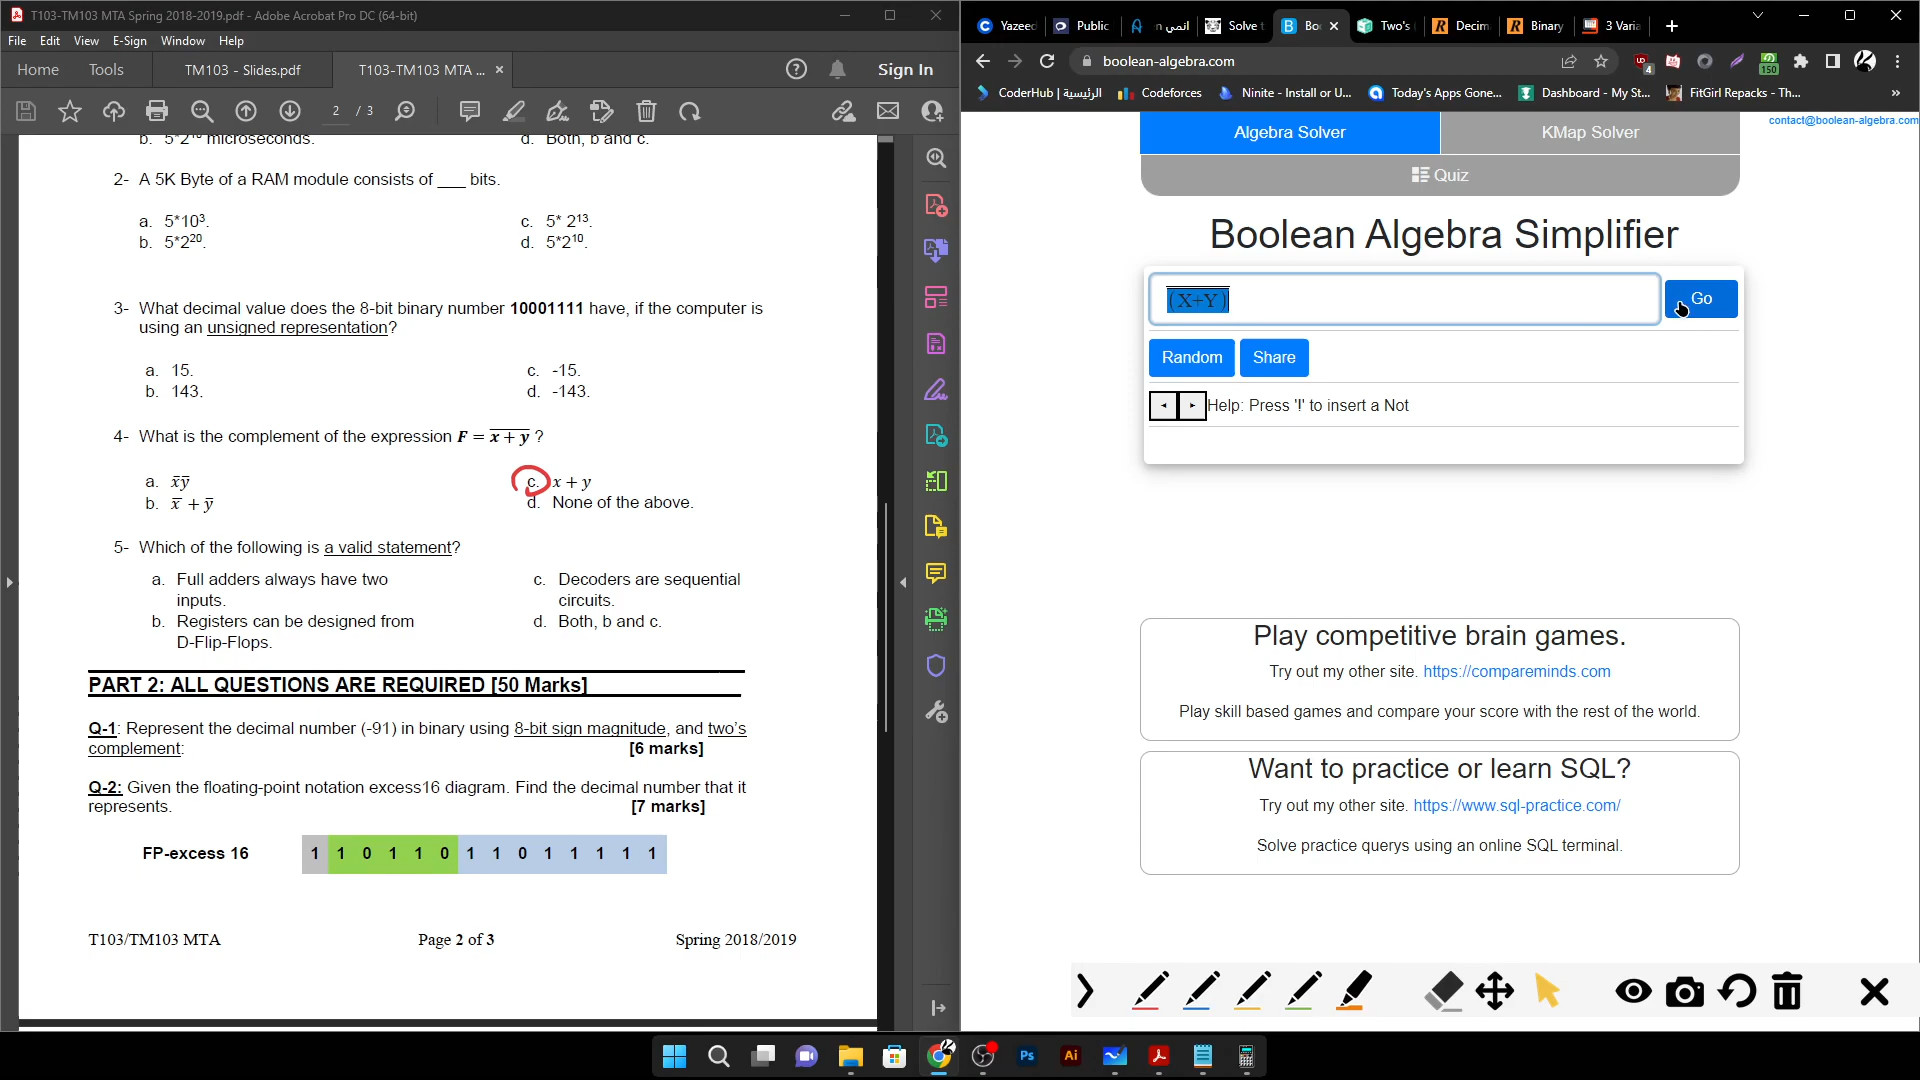 T103-TM103 MTA Spring 2018-2019.pdf - Adobe Acrobat Pro DC (64-bit)
File Edit View E-Sign Window Help
Home Tools TM103 - Slides.pdf T103-TM103 MTA ... × Sign In
2 / 3
d. Both, b and c.
2- A 5K Byte of a RAM module consists of ___ bits.
a. 5*10³. c. 5* 2¹³.
b. 5*2²⁰. d. 5*2¹⁰.
3- What decimal value does the 8-bit binary number 10001111 have, if the computer is
using an unsigned representation?
a. 15. c. -15.
b. 143. d. -143.
4- What is the complement of the expression F = x̅ ̅+̅ ̅y̅ ?
a. x̅y̅ c. x + y
b. x̅ + y̅ d. None of the above.
5- Which of the following is a valid statement?
a. Full adders always have two
inputs.
b. Registers can be designed from
D-Flip-Flops.
c. Decoders are sequential
circuits.
d. Both, b and c.
PART 2: ALL QUESTIONS ARE REQUIRED [50 Marks]
Q-1: Represent the decimal number (-91) in binary using 8-bit sign magnitude, and two's
complement: [6 marks]
Q-2: Given the floating-point notation excess16 diagram. Find the decimal number that it
represents. [7 marks]
FP-excess 16 1 1 0 1 1 0 1 1 0 1 1 1 1 1
T103/TM103 MTA Page 2 of 3 Spring 2018/2019
Yazeed Public انمي Solve t Boo Two's Decim Binary 3 Varia
boolean-algebra.com
4 150
CoderHub | الرئيسية Codeforces Ninite - Install or U... Today's Apps Gone... Dashboard - My St... FitGirl Repacks - Th... »
contact@boolean-algebra.com
Algebra Solver KMap Solver
Quiz
Boolean Algebra Simplifier
(X+Y) Go
Random Share
Help: Press '!' to insert a Not
Play competitive brain games.
Try out my other site. https://compareminds.com
Play skill based games and compare your score with the rest of the world.
Want to practice or learn SQL?
Try out my other site. https://www.sql-practice.com/
Solve practice querys using an online SQL terminal.
Ps Ai